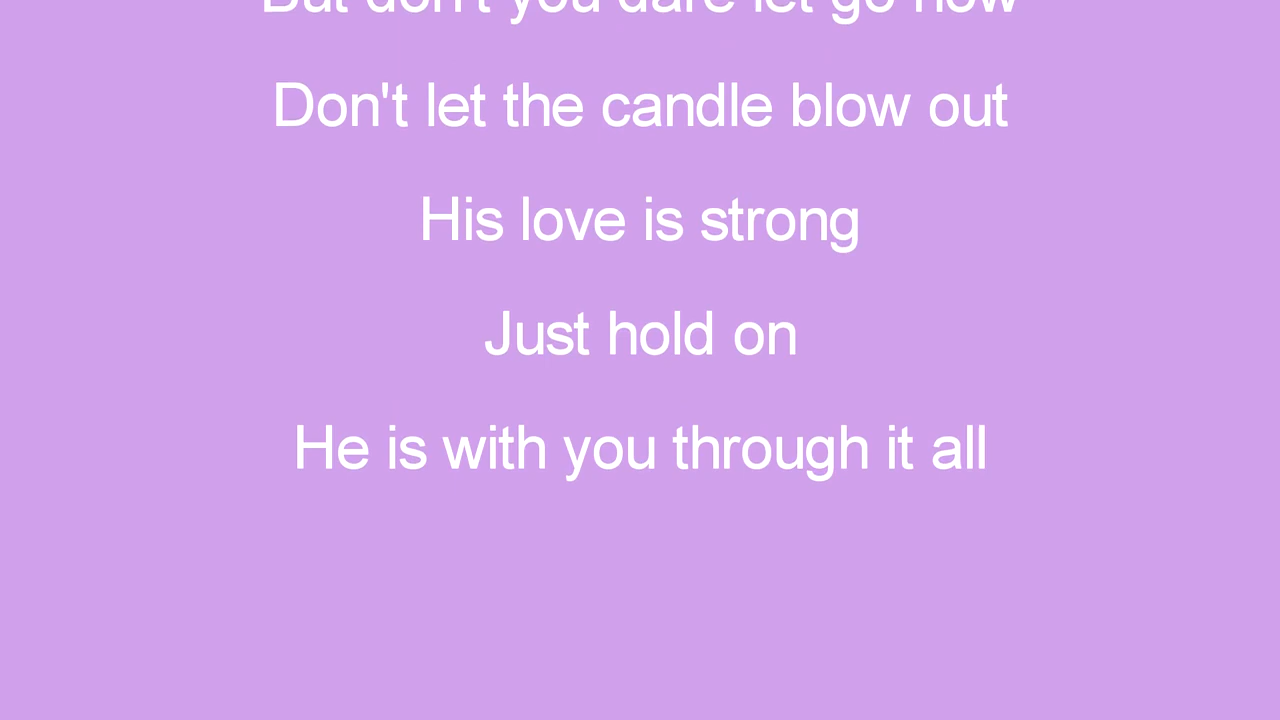 But don't you dare let go now
Don't let the candle blow out
His love is strong
Just hold on
He is with you through it all